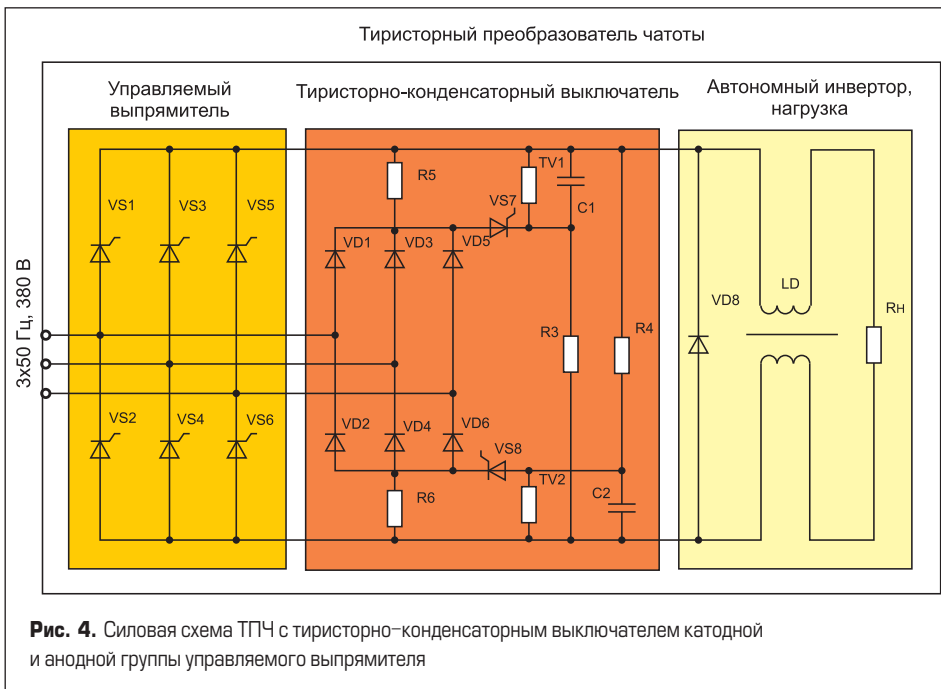 Тиристорный преобразователь чатоты
Управляемый
выпрямитель
Тиристорно-конденсаторный выключатель
Автономный инвертор,
нагрузка
VS1
VS3
VS5
R5
VS7
TV1
C1
VD1
VD3
VD5
LD
VD8
Rн
R3
R4
3x50 Гц, 380 В
VS2
VS4
VS6
VD2
VD4
VD6
VS8
TV2
R6
C2
Рис. 4. Силовая схема ТПЧ с тиристорно-конденсаторным выключателем катодной
и анодной группы управляемого выпрямителя